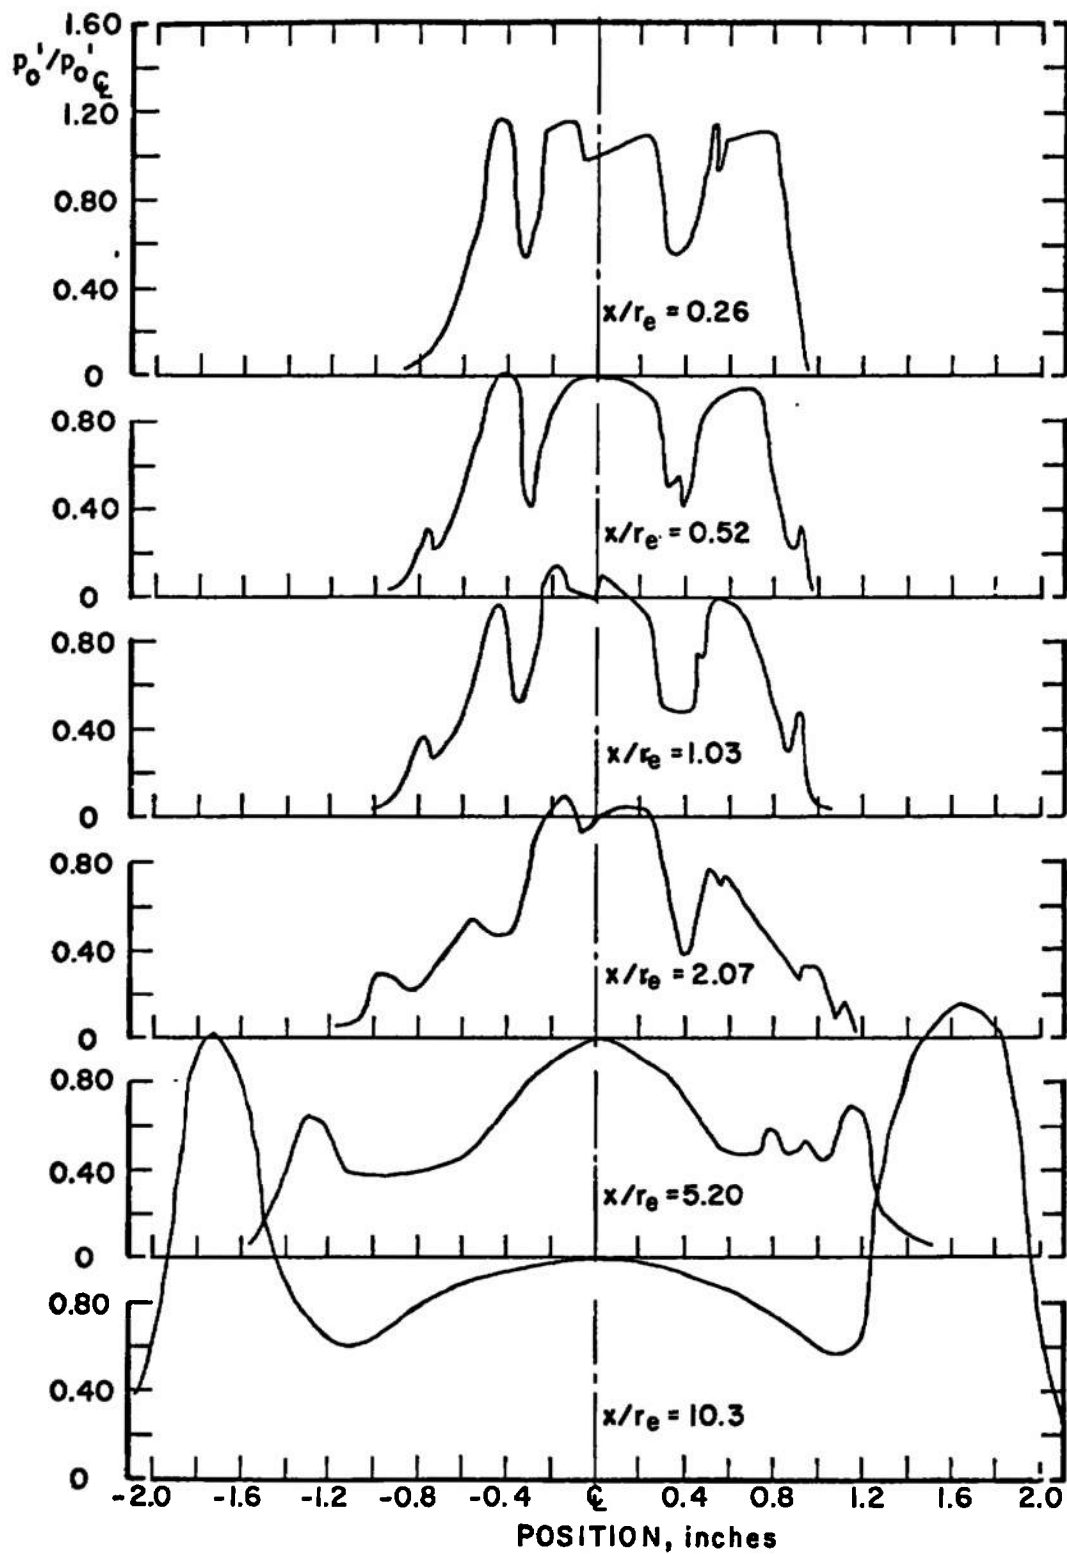 1.60
p₀'/p₀'℄
1.20
0.80
0.40
x/rₑ = 0.26
0
0.80
0.40
x/rₑ = 0.52
0
0.80
0.40
x/rₑ = 1.03
0
0.80
0.40
x/rₑ = 2.07
0
0.80
0.40
x/rₑ = 5.20
0
0.80
0.40
x/rₑ = 10.3
0
-2.0 -1.6 -1.2 -0.8 -0.4 ℄ 0.4 0.8 1.2 1.6 2.0
POSITION, inches